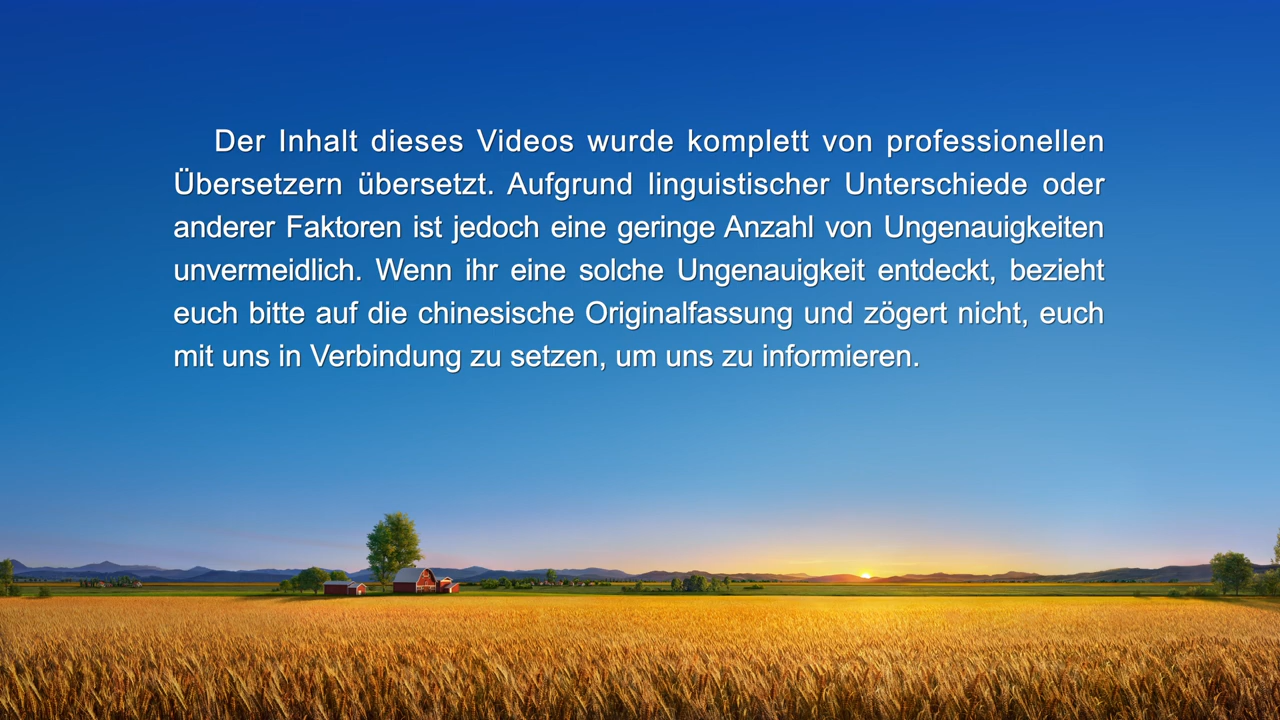 Der Inhalt dieses Videos wurde komplett von professionellen
Übersetzern übersetzt. Aufgrund linguistischer Unterschiede oder
anderer Faktoren ist jedoch eine geringe Anzahl von Ungenauigkeiten
unvermeidlich. Wenn ihr eine solche Ungenauigkeit entdeckt, bezieht
euch bitte auf die chinesische Originalfassung und zögert nicht, euch
mit uns in Verbindung zu setzen, um uns zu informieren.